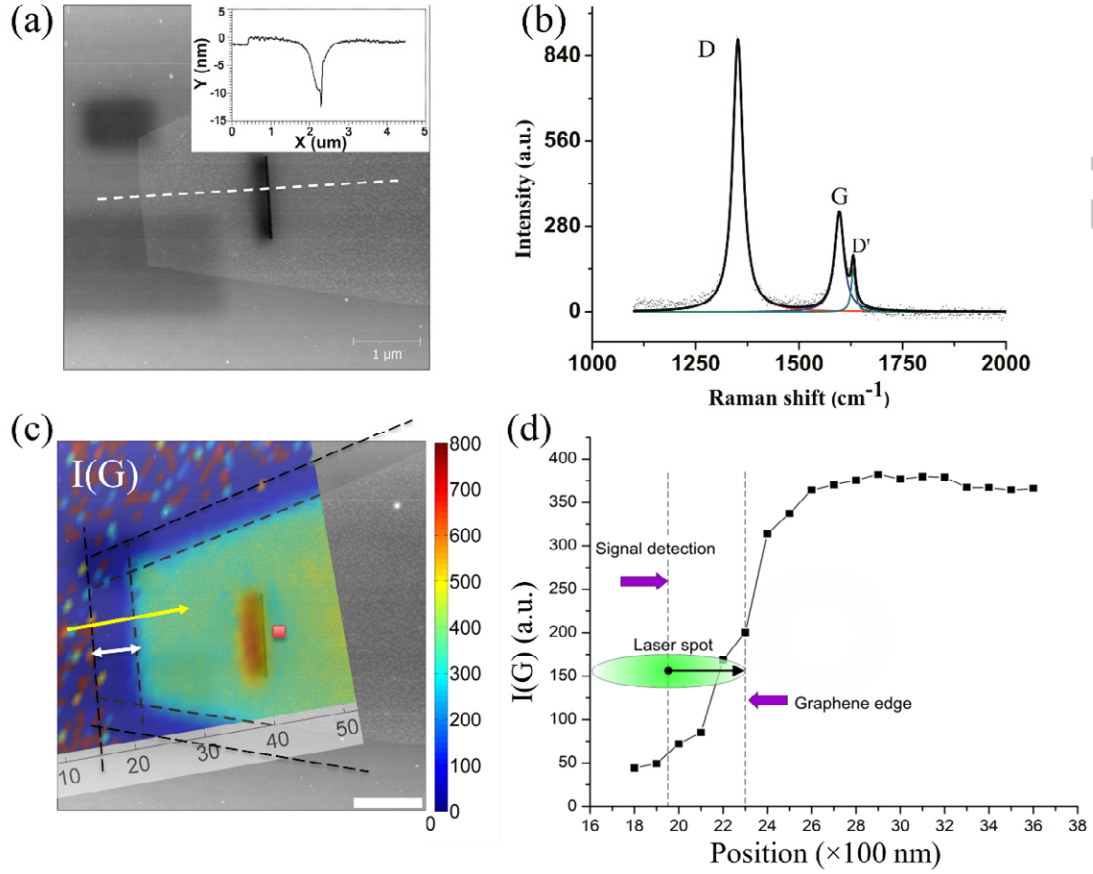 (a)
5
0
-5
-10
-15
Y (nm)
0 1 2 3 4 5
X (um)
1 µm
(b)
840
560
280
0
Intensity (a.u.)
D
G
D'
1000 1250 1500 1750 2000
Raman shift (cm-1)
(c)
I(G)
800
700
600
500
400
300
200
100
0
10 20 30 40 50
0
(d)
400
350
300
250
200
150
100
50
0
I(G) (a.u.)
Signal detection
Laser spot
Graphene edge
16 18 20 22 24 26 28 30 32 34 36 38
Position (×100 nm)